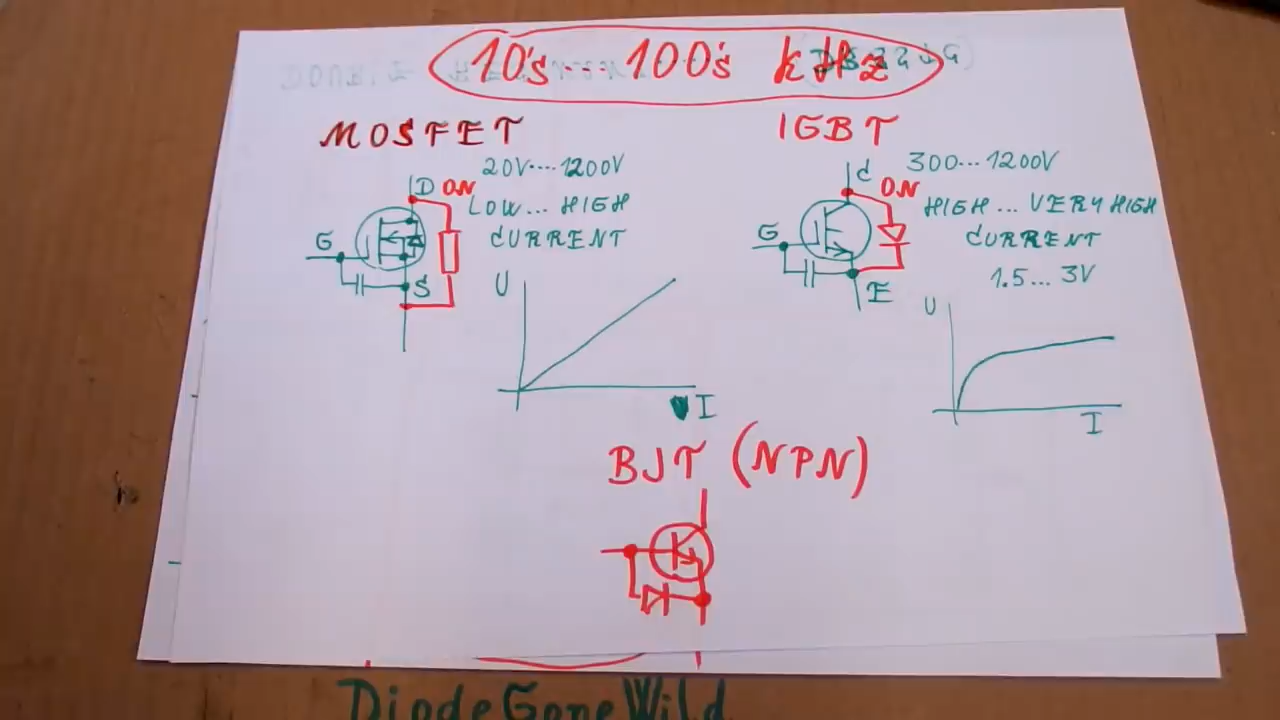 10's... 100's kHz
MOSFET
20V....1200V
LOW... HIGH
CURRENT
D ON
G
S
U
I
IGBT
300...1200V
HIGH... VERY HIGH
CURRENT
1.5... 3V
C ON
G
E
U
I
BJT (NPN)
DiodeGoneWild